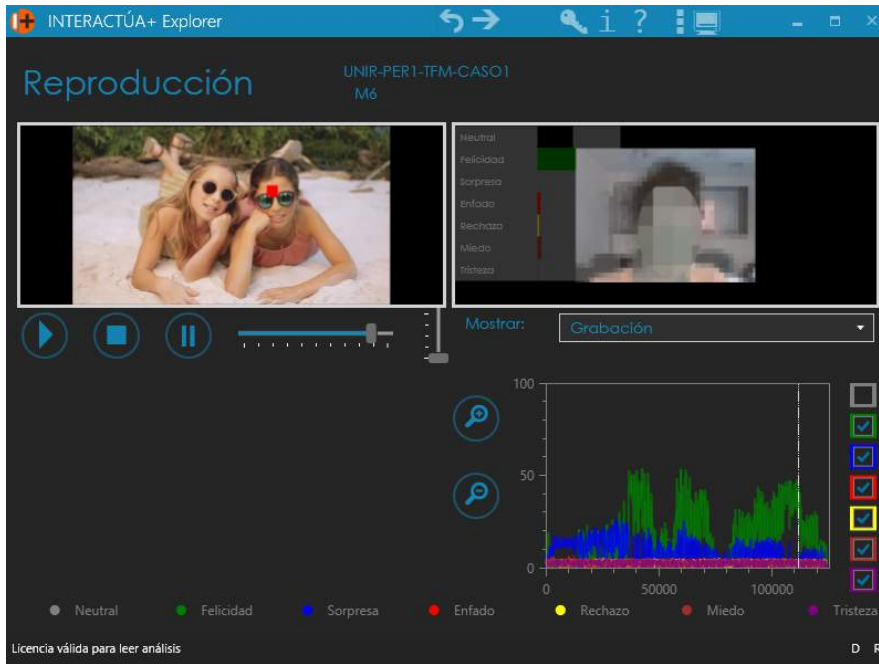 INTERACTÚA+ Explorer
Reproducción
UNIR-PER1-TFM-CASO1
M6
Neutral
Felicidad
Sorpresa
Enfado
Rechazo
Miedo
Tristeza
Mostrar:
Grabación
100
50
0
0 50000 100000
Neutral Felicidad Sorpresa Enfado Rechazo Miedo Tristeza
Licencia válida para leer análisis
D R